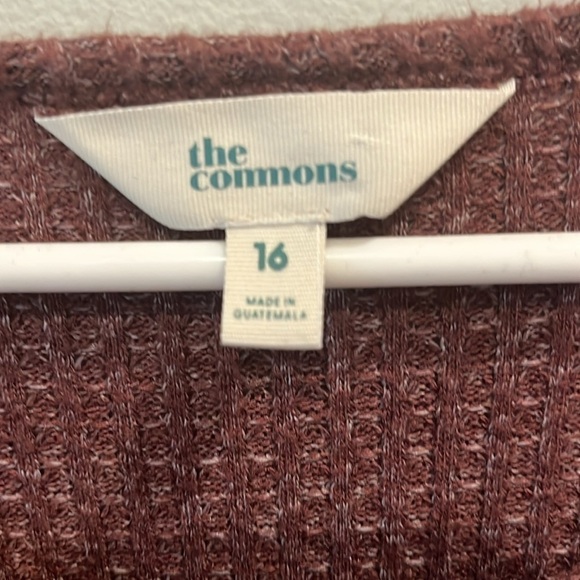 the
commons
16
MADE IN
GUATEMALA